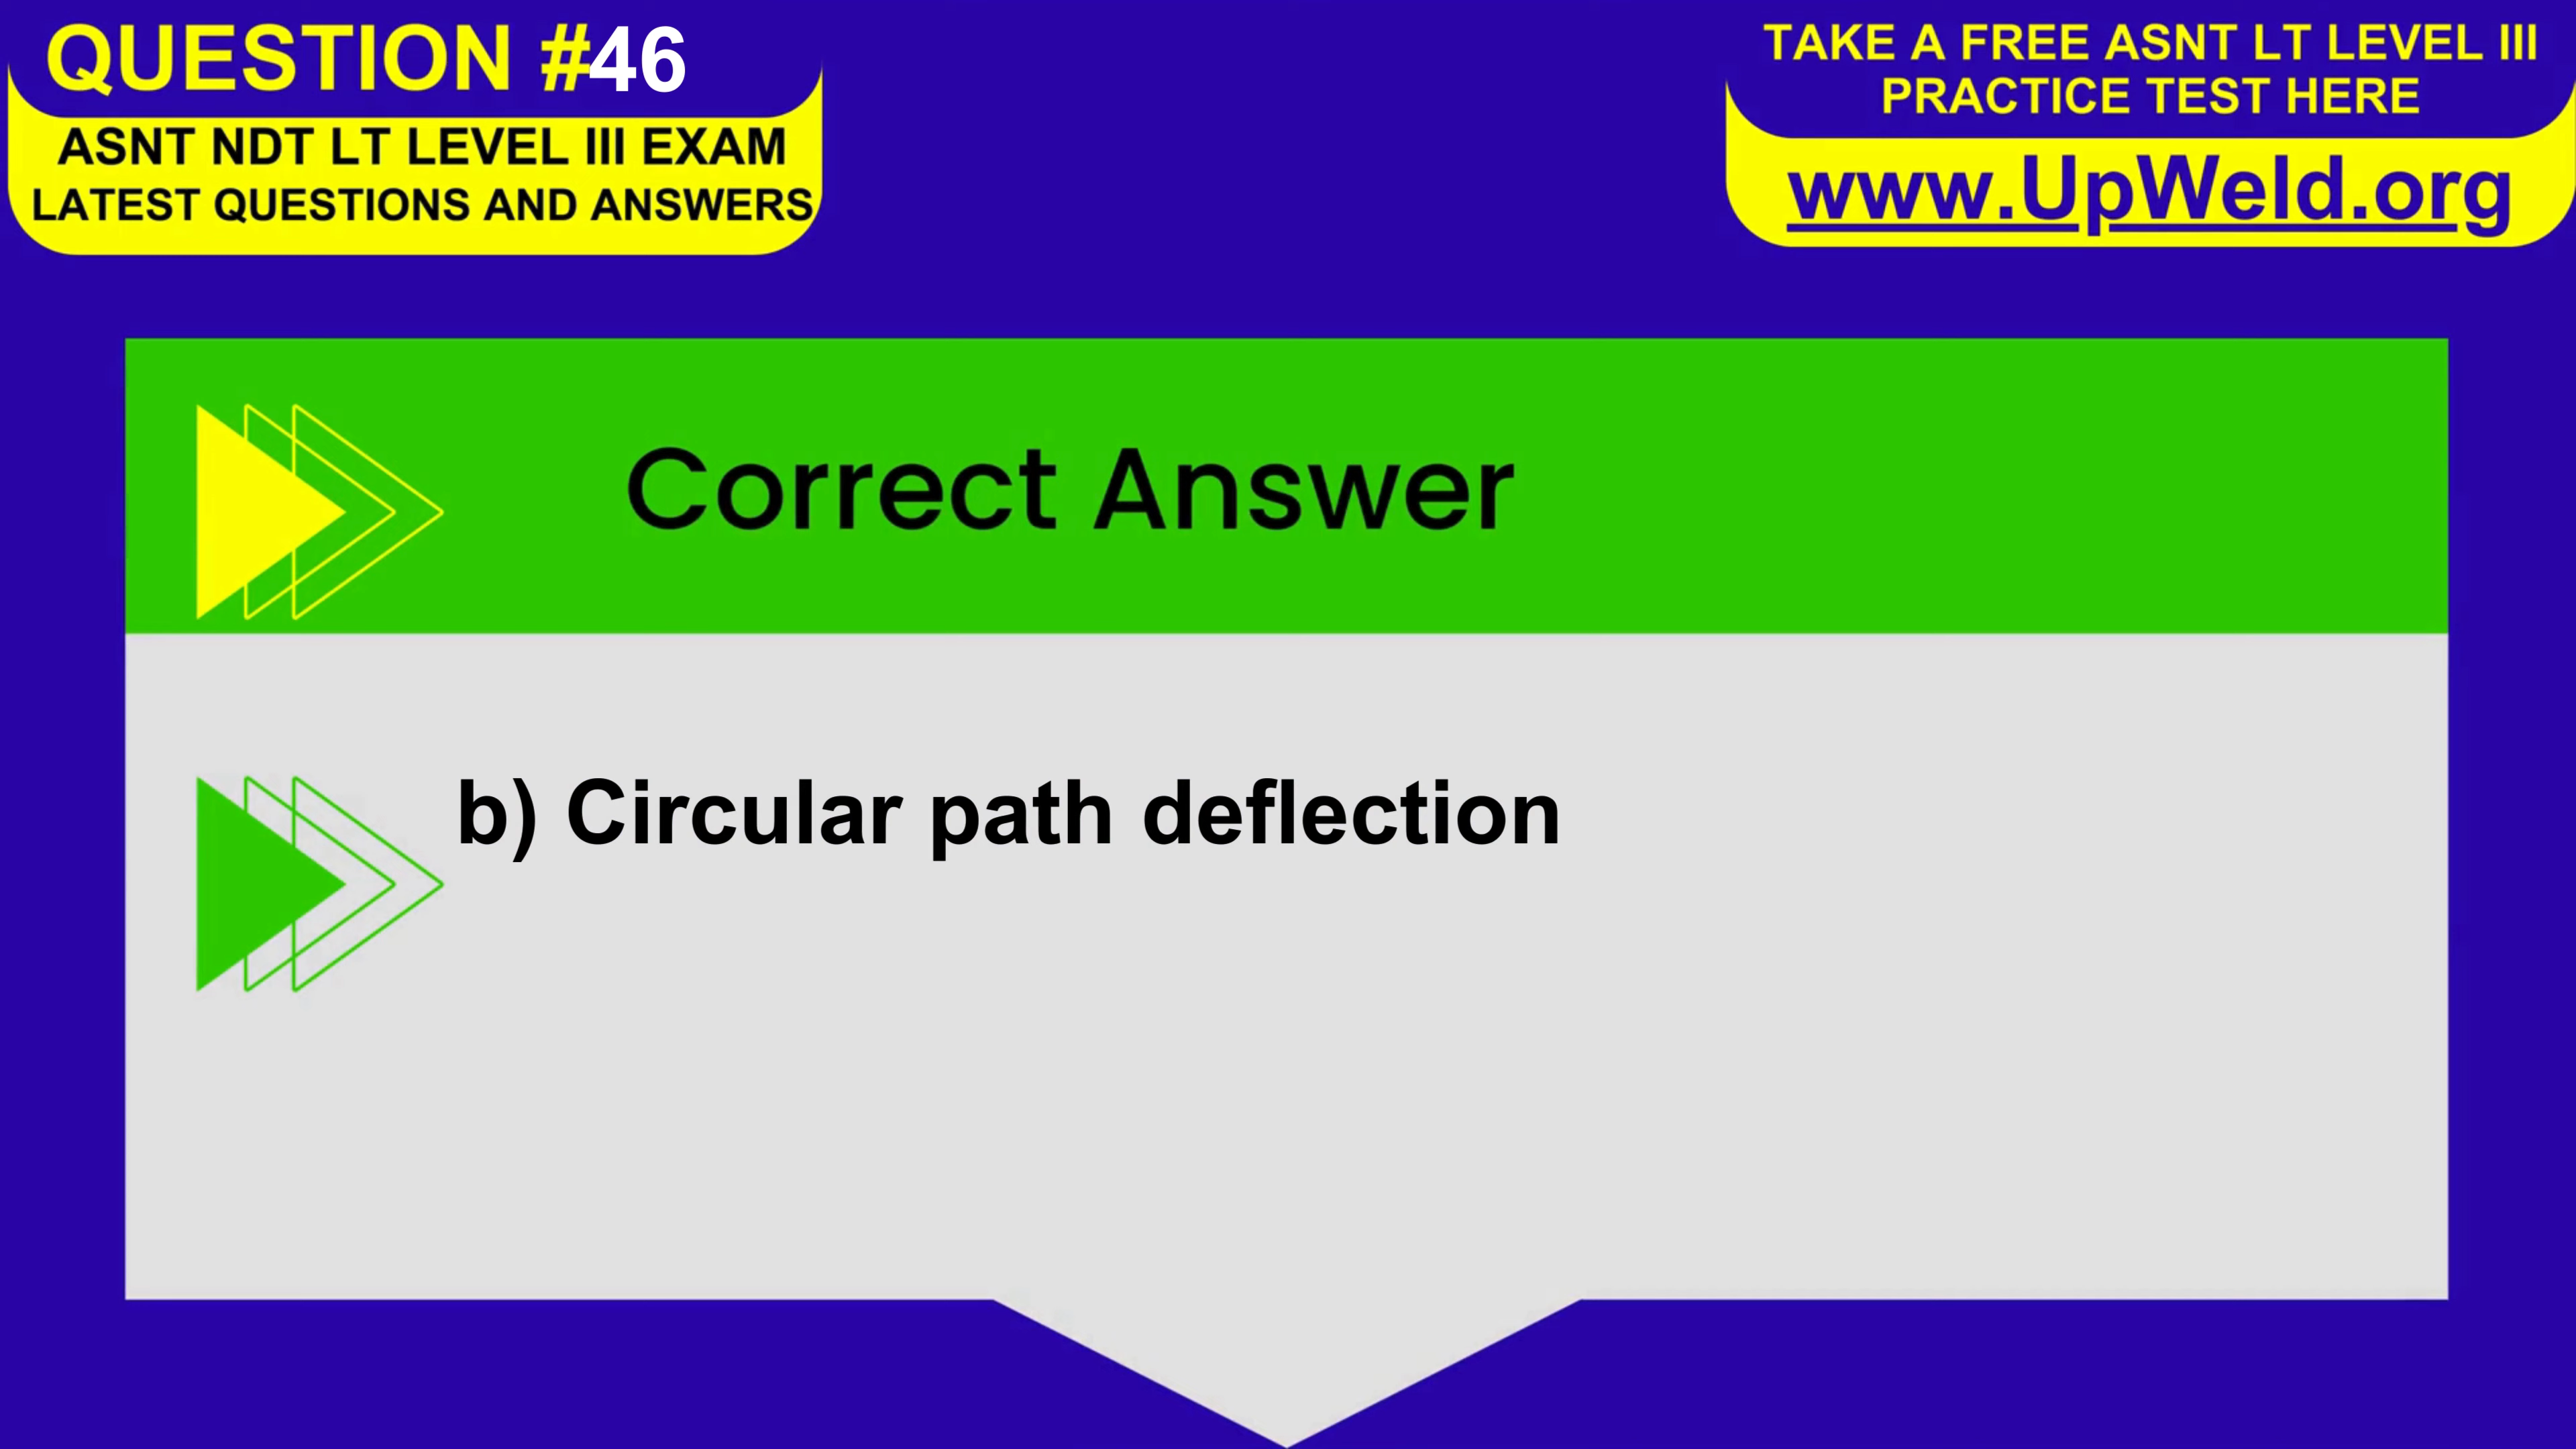 QUESTION #46
ASNT NDT LT LEVEL III EXAM
LATEST QUESTIONS AND ANSWERS
TAKE A FREE ASNT LT LEVEL III
PRACTICE TEST HERE
www.UpWeld.org
Correct Answer
b) Circular path deflection